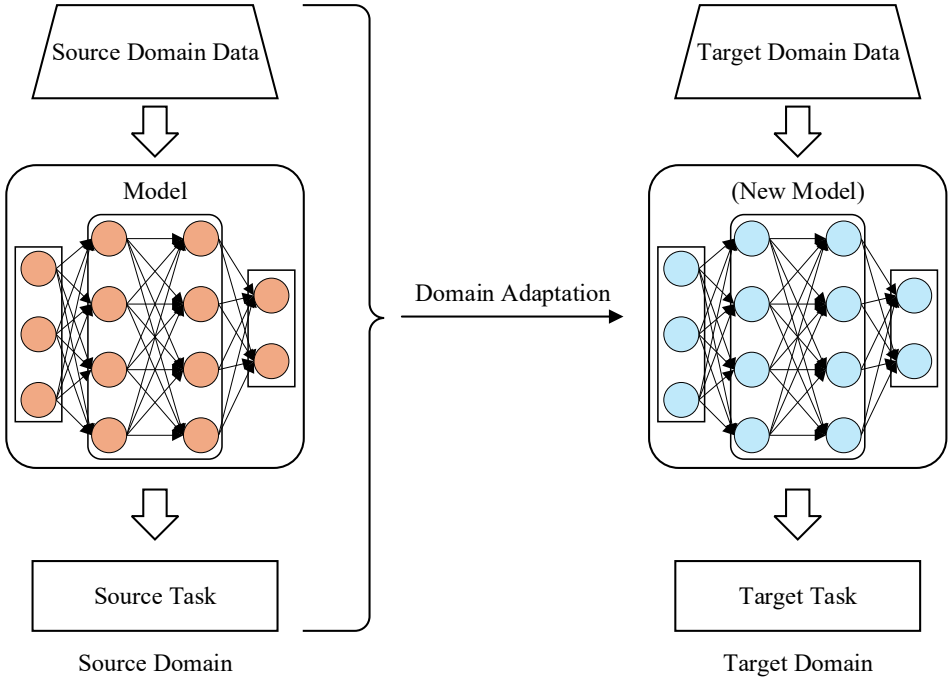 Source Domain Data
Target Domain Data
Model
(New Model)
Domain Adaptation
Source Task
Target Task
Source Domain
Target Domain